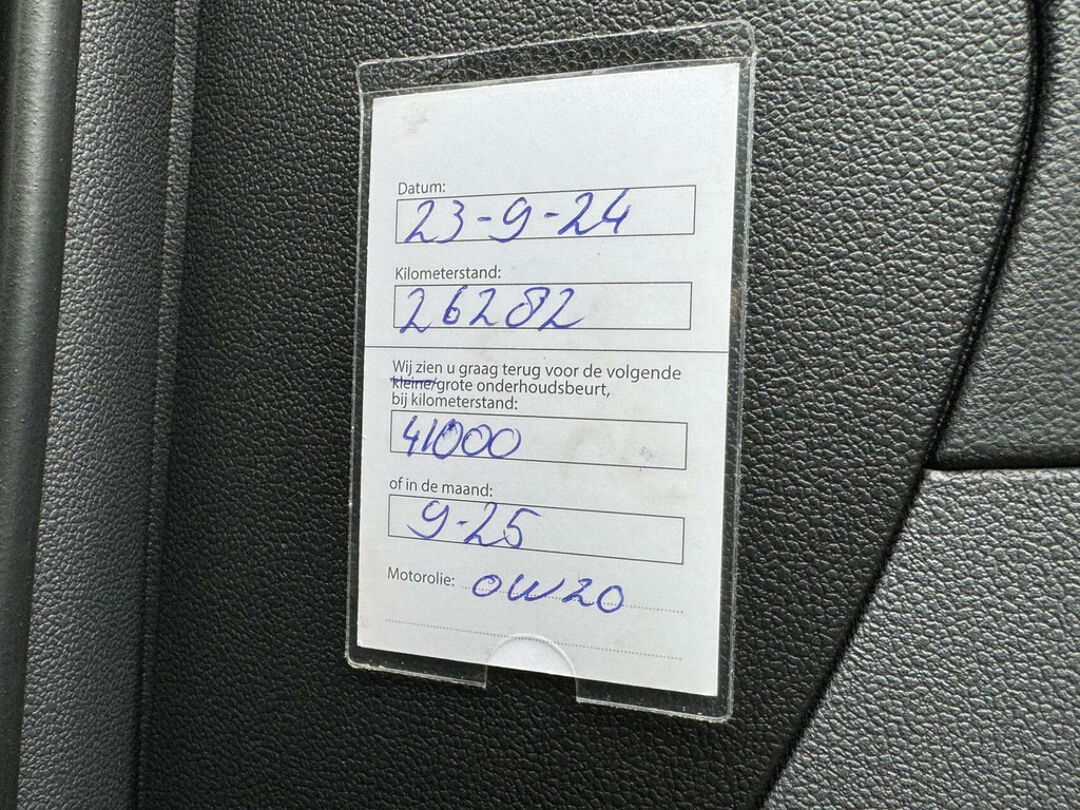 Datum:
23-9-24
Kilometerstand:
26282
Wij zien u graag terug voor de volgende
kleine/grote onderhoudsbeurt,
bij kilometerstand:
41000
of in de maand:
9-25
Motorolie: 0W20